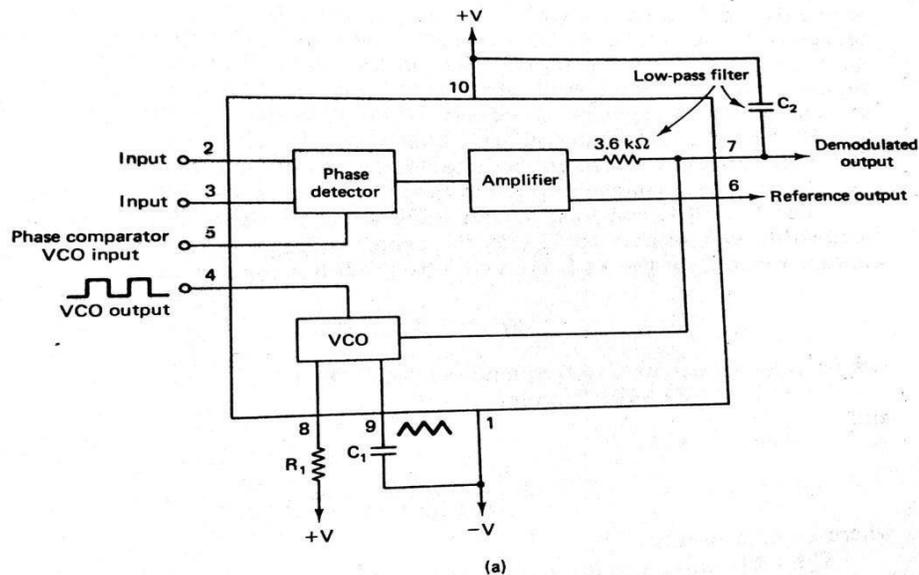 +V
10
Low-pass filter
C2
3.6 kΩ
2
Input
Phase detector
Amplifier
7
Demodulated output
3
Input
6
Reference output
5
Phase comparator VCO input
4
VCO output
VCO
8
9
1
R1
C1
+V
-V
(a)